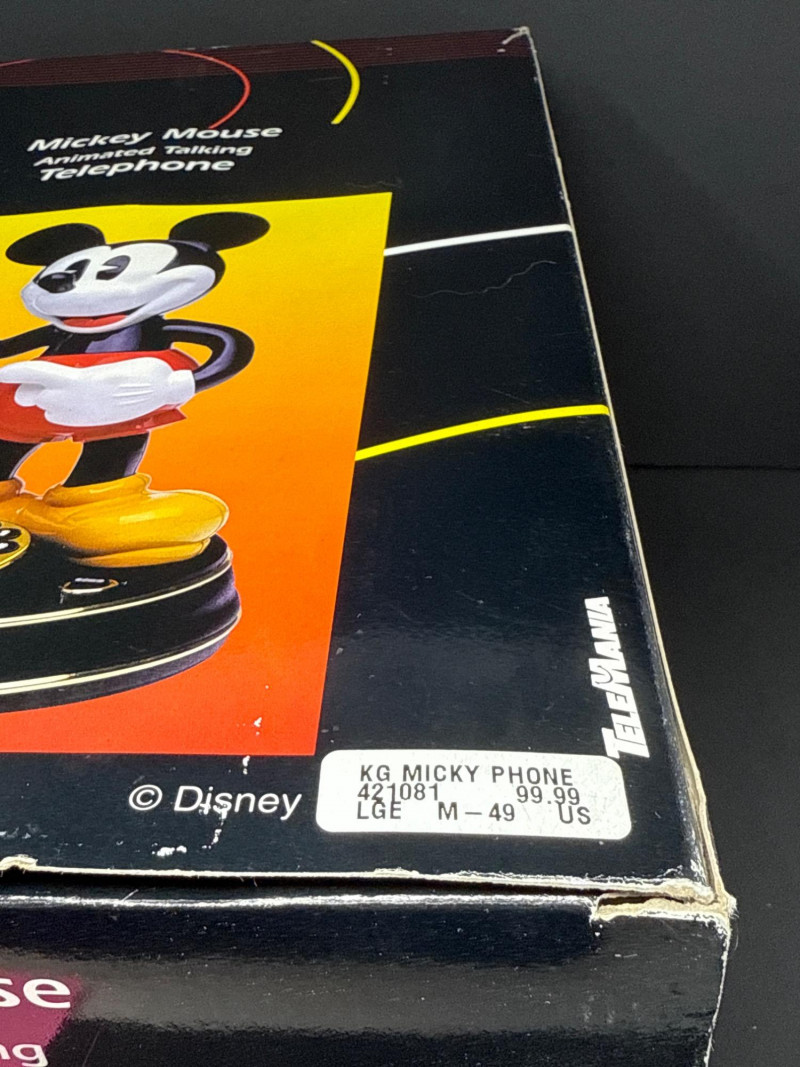 Mickey Mouse
Animated Talking
Telephone
TELEMANIA
© Disney
KG MICKY PHONE
421081 99.99
LGE M-49 US
se
ng